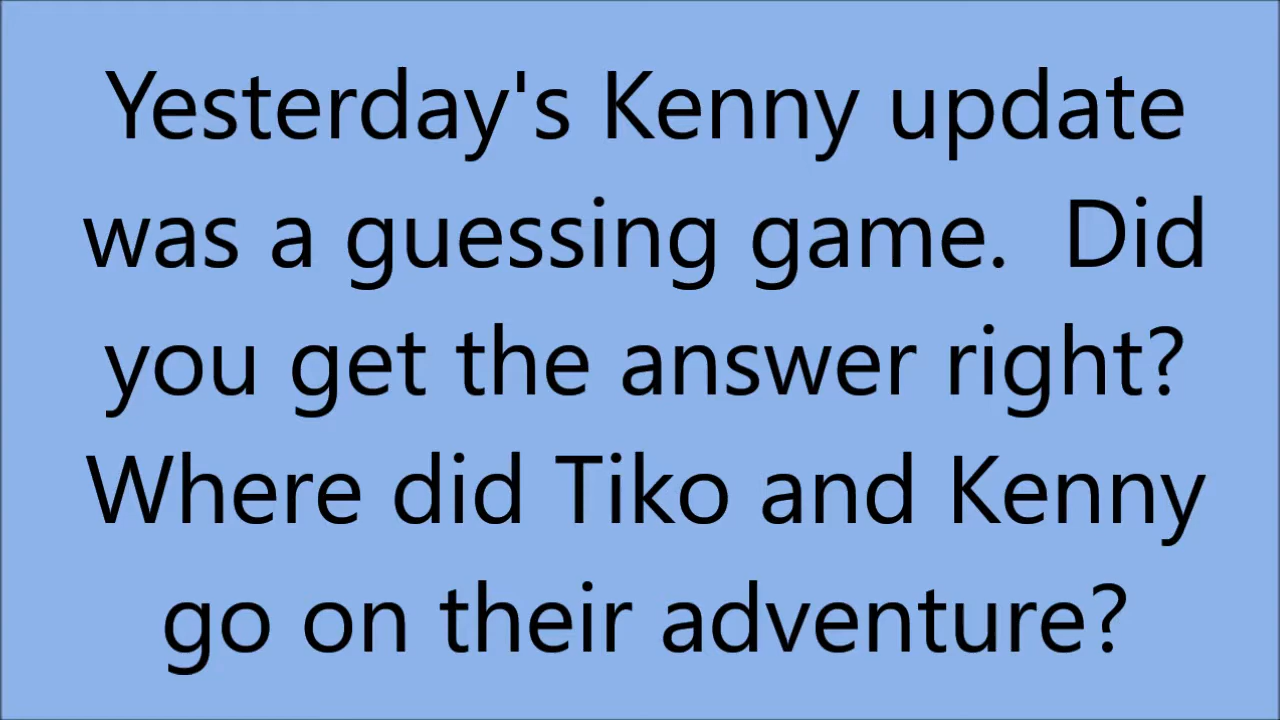 Yesterday's Kenny update
was a guessing game.  Did
you get the answer right?
Where did Tiko and Kenny
go on their adventure?